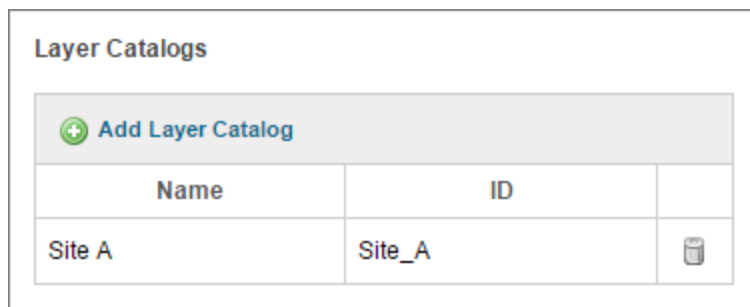 Layer Catalogs
Add Layer Catalog
Name ID
Site A Site_A